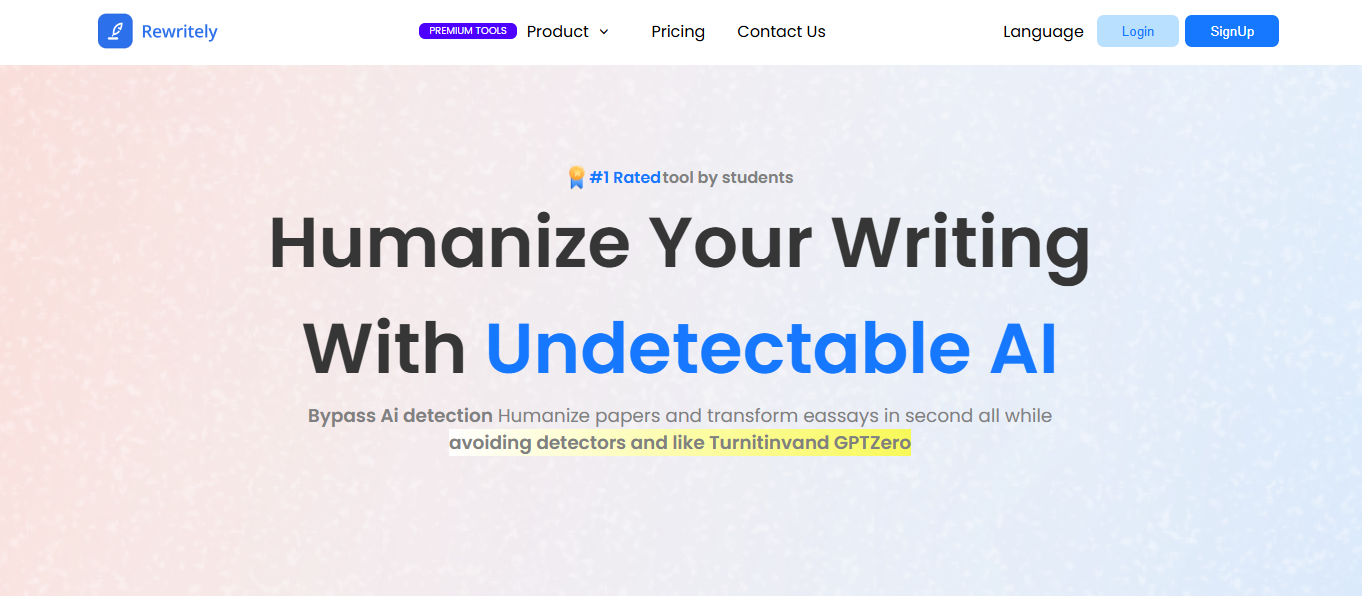 Rewritely
PREMIUM TOOLS Product
Pricing
Contact Us
Language
Login
SignUp
#1 Rated tool by students
Humanize Your Writing
With Undetectable AI
Bypass Ai detection Humanize papers and transform eassays in second all while
avoiding detectors and like Turnitinvand GPTZero